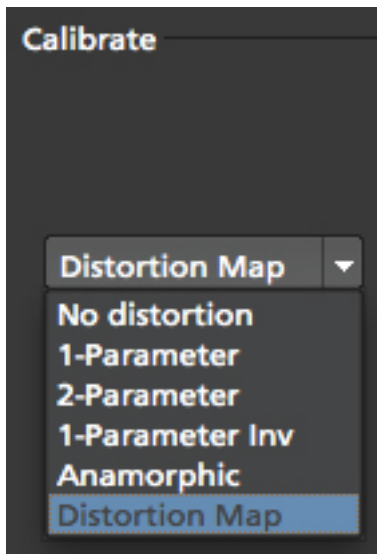 Calibrate
Distortion Map
No distortion
1-Parameter
2-Parameter
1-Parameter Inv
Anamorphic
Distortion Map